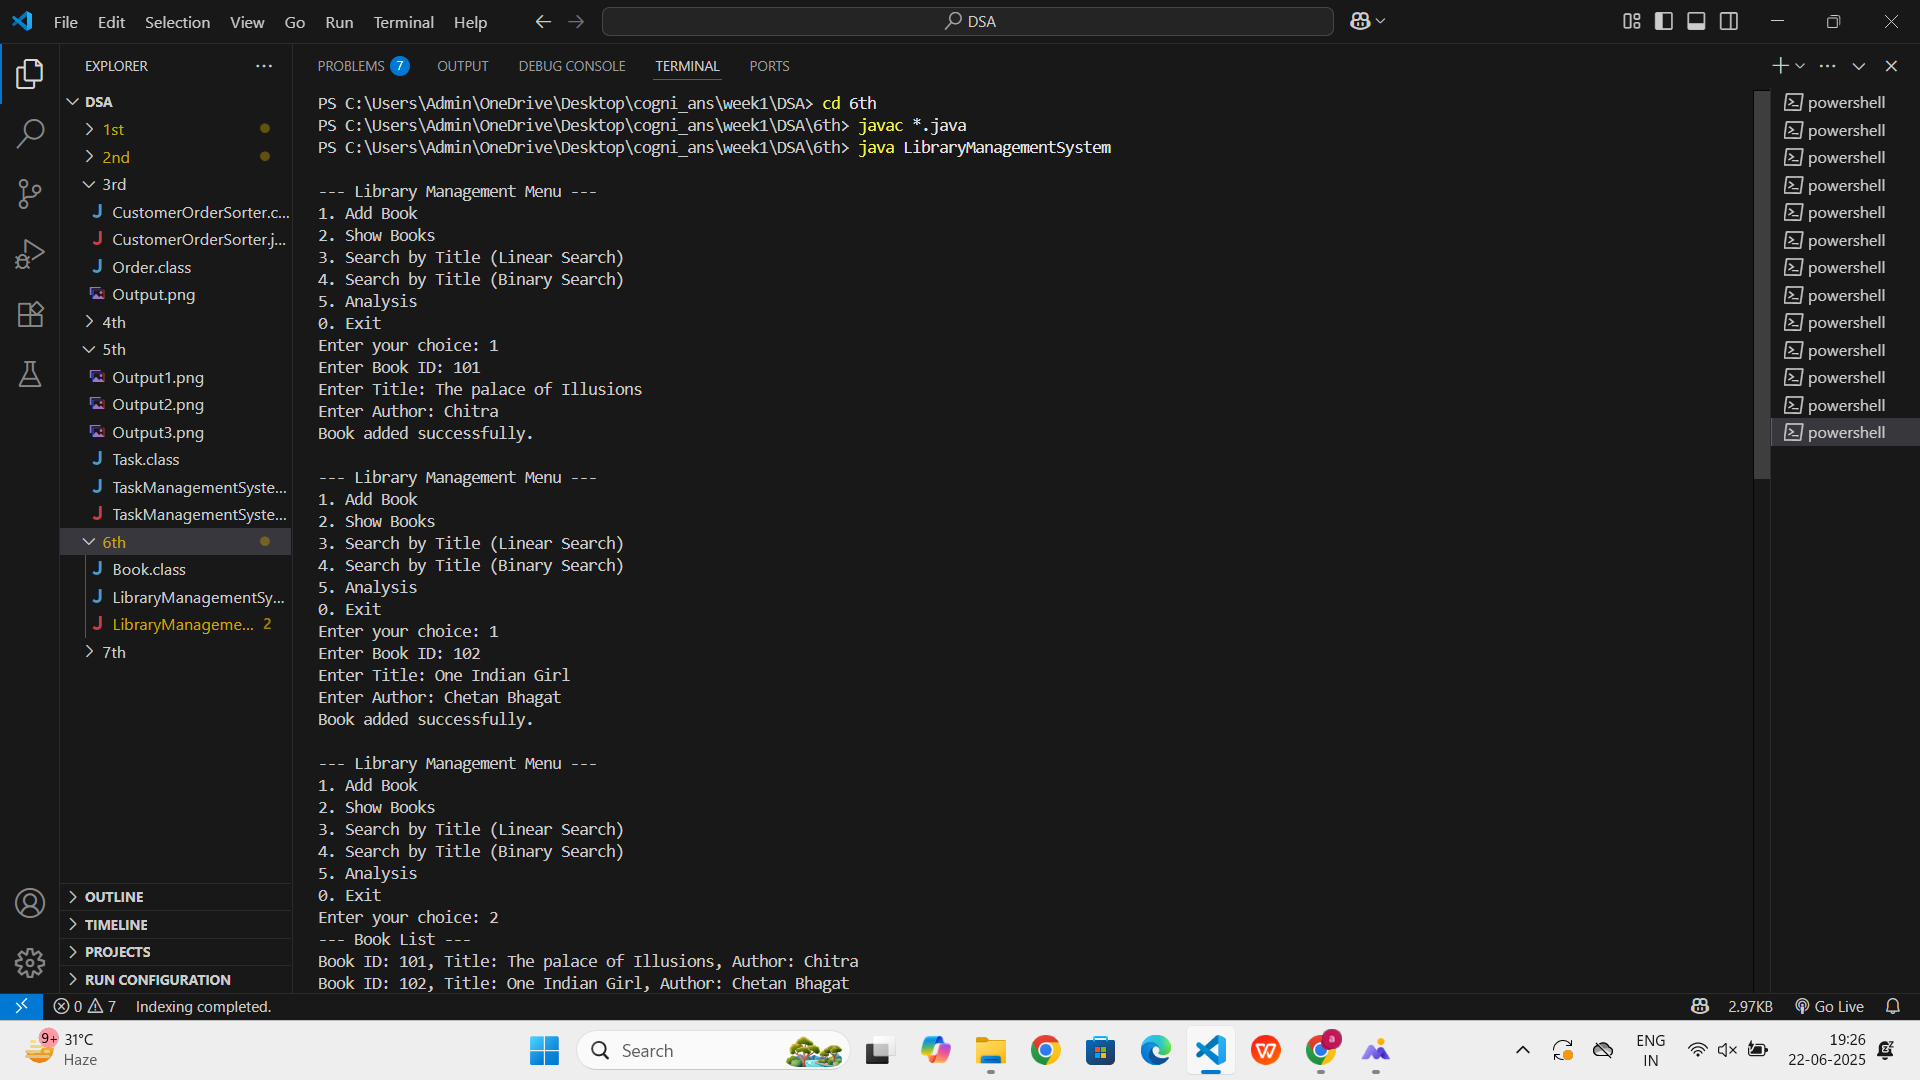 File Edit Selection View Go Run Terminal Help
DSA
EXPLORER
DSA
1st
2nd
3rd
CustomerOrderSorter.c...
CustomerOrderSorter.j...
Order.class
Output.png
4th
5th
Output1.png
Output2.png
Output3.png
Task.class
TaskManagementSyste...
TaskManagementSyste...
6th
Book.class
LibraryManagementSy...
LibraryManageme... 2
7th
OUTLINE
TIMELINE
PROJECTS
RUN CONFIGURATION
PROBLEMS 7 OUTPUT DEBUG CONSOLE TERMINAL PORTS
PS C:\Users\Admin\OneDrive\Desktop\cogni_ans\week1\DSA> cd 6th
PS C:\Users\Admin\OneDrive\Desktop\cogni_ans\week1\DSA\6th> javac *.java
PS C:\Users\Admin\OneDrive\Desktop\cogni_ans\week1\DSA\6th> java LibraryManagementSystem
--- Library Management Menu ---
1. Add Book
2. Show Books
3. Search by Title (Linear Search)
4. Search by Title (Binary Search)
5. Analysis
0. Exit
Enter your choice: 1
Enter Book ID: 101
Enter Title: The palace of Illusions
Enter Author: Chitra
Book added successfully.
--- Library Management Menu ---
1. Add Book
2. Show Books
3. Search by Title (Linear Search)
4. Search by Title (Binary Search)
5. Analysis
0. Exit
Enter your choice: 1
Enter Book ID: 102
Enter Title: One Indian Girl
Enter Author: Chetan Bhagat
Book added successfully.
--- Library Management Menu ---
1. Add Book
2. Show Books
3. Search by Title (Linear Search)
4. Search by Title (Binary Search)
5. Analysis
0. Exit
Enter your choice: 2
--- Book List ---
Book ID: 101, Title: The palace of Illusions, Author: Chitra
Book ID: 102, Title: One Indian Girl, Author: Chetan Bhagat
powershell
powershell
powershell
powershell
powershell
powershell
powershell
powershell
powershell
powershell
powershell
powershell
powershell
0 7 Indexing completed.
2.97KB Go Live
9+ 31°C
Haze
Search
W
a
ENG
IN
19:26
22-06-2025